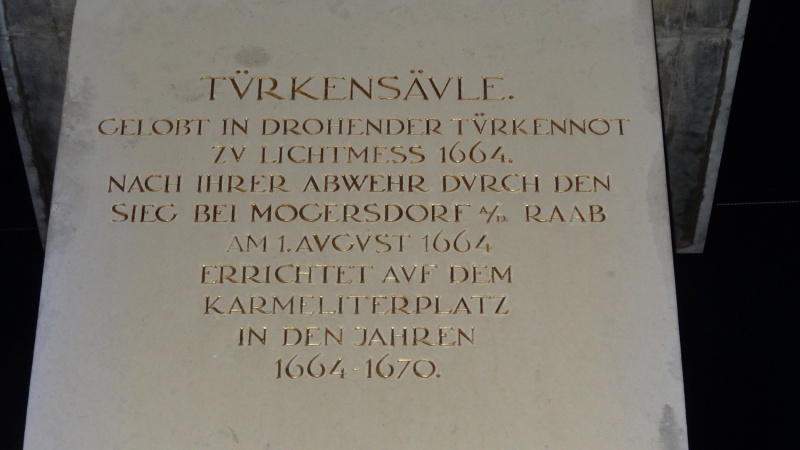 TVRKENSÄVLE.
GELOBT IN DROHENDER TVRKENNOT
ZV LICHTMESS 1664.
NACH IHRER ABWEHR DVRCH DEN
SIEG BEI MOGERSDORF A/D. RAAB
AM 1. AVGVST 1664
ERRICHTET AVF DEM
KARMELITERPLATZ
IN DEN JAHREN
1664-1670.